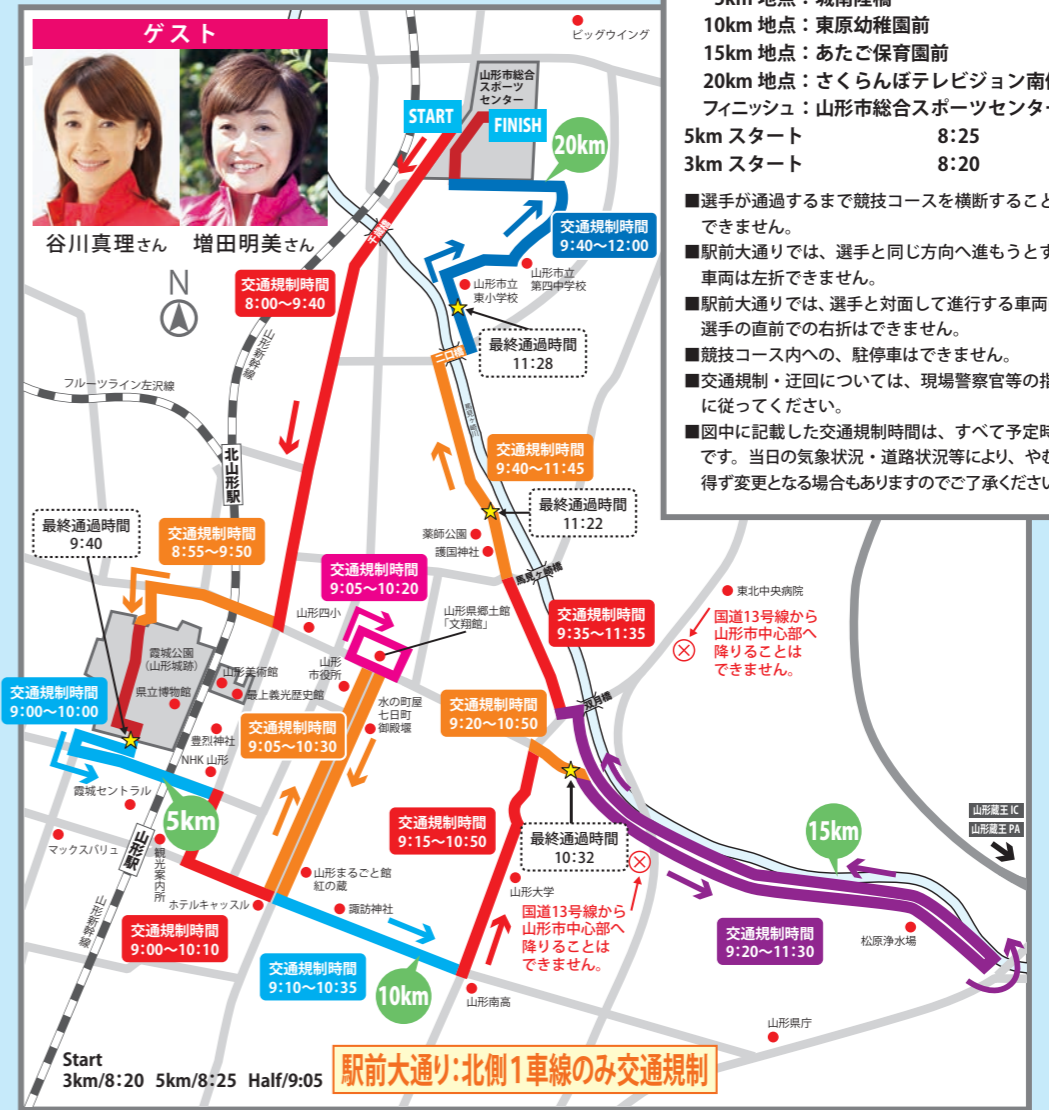 ゲスト
谷川真理さん 増田明美さん
N
5km 地点:城南陸橋
10km 地点:東原幼稚園前
15km 地点:あたご保育園前
20km 地点:さくらんぼテレビジョン南
フィニッシュ:山形市総合スポーツセンター
5km スタート 8:25
3km スタート 8:20
■選手が通過するまで競技コースを横断すること
できません。
■駅前大通りでは、選手と同じ方向へ進もうとす
車両は左折できません。
■駅前大通りでは、選手と対面して進行する車両
選手の直前での右折はできません。
■競技コース内への、駐停車はできません。
■交通規制・迂回については、現場警察官等の指
に従ってください。
■図中に記載した交通規制時間は、すべて予定時
です。当日の気象状況・道路状況等により、やむ
得ず変更となる場合もありますのでご了承ください
ビッグウイング
山形市総合
スポーツ
センター
START
FINISH
20km
千歳橋
交通規制時間
9:40〜12:00
山形市立
第四中学校
山形市立
東小学校
交通規制時間
8:00〜9:40
山形新幹線
最終通過時間
11:28
二口橋
馬見ヶ崎川
フルーツライン左沢線
北山形駅
交通規制時間
9:40〜11:45
最終通過時間
11:22
最終通過時間
9:40
交通規制時間
8:55〜9:50
薬師公園
護国神社
馬見ヶ崎橋
交通規制時間
9:05〜10:20
山形四小
山形県郷土館
「文翔館」
東北中央病院
交通規制時間
9:35〜11:35
国道13号線から
山形市中心部へ
降りることは
できません。
霞城公園
(山形城跡)
山形美術館
県立博物館
最上義光歴史館
山形
市役所
水の町屋
七日町
御殿堰
交通規制時間
9:00〜10:00
交通規制時間
9:05〜10:30
交通規制時間
9:20〜10:50
双月橋
豊烈神社
NHK 山形
霞城セントラル
5km
マックスバリュ
山形駅
観光案内所
交通規制時間
9:15〜10:50
最終通過時間
10:32
15km
山形蔵王 IC
山形蔵王 PA
山形まるごと館
紅の蔵
ホテルキャッスル
諏訪神社
山形大学
国道13号線から
山形市中心部へ
降りることは
できません。
交通規制時間
9:20〜11:30
松原浄水場
交通規制時間
9:00〜10:10
山形新幹線
交通規制時間
9:10〜10:35
10km
山形南高
山形県庁
Start
3km/8:20 5km/8:25 Half/9:05
駅前大通り:北側1車線のみ交通規制